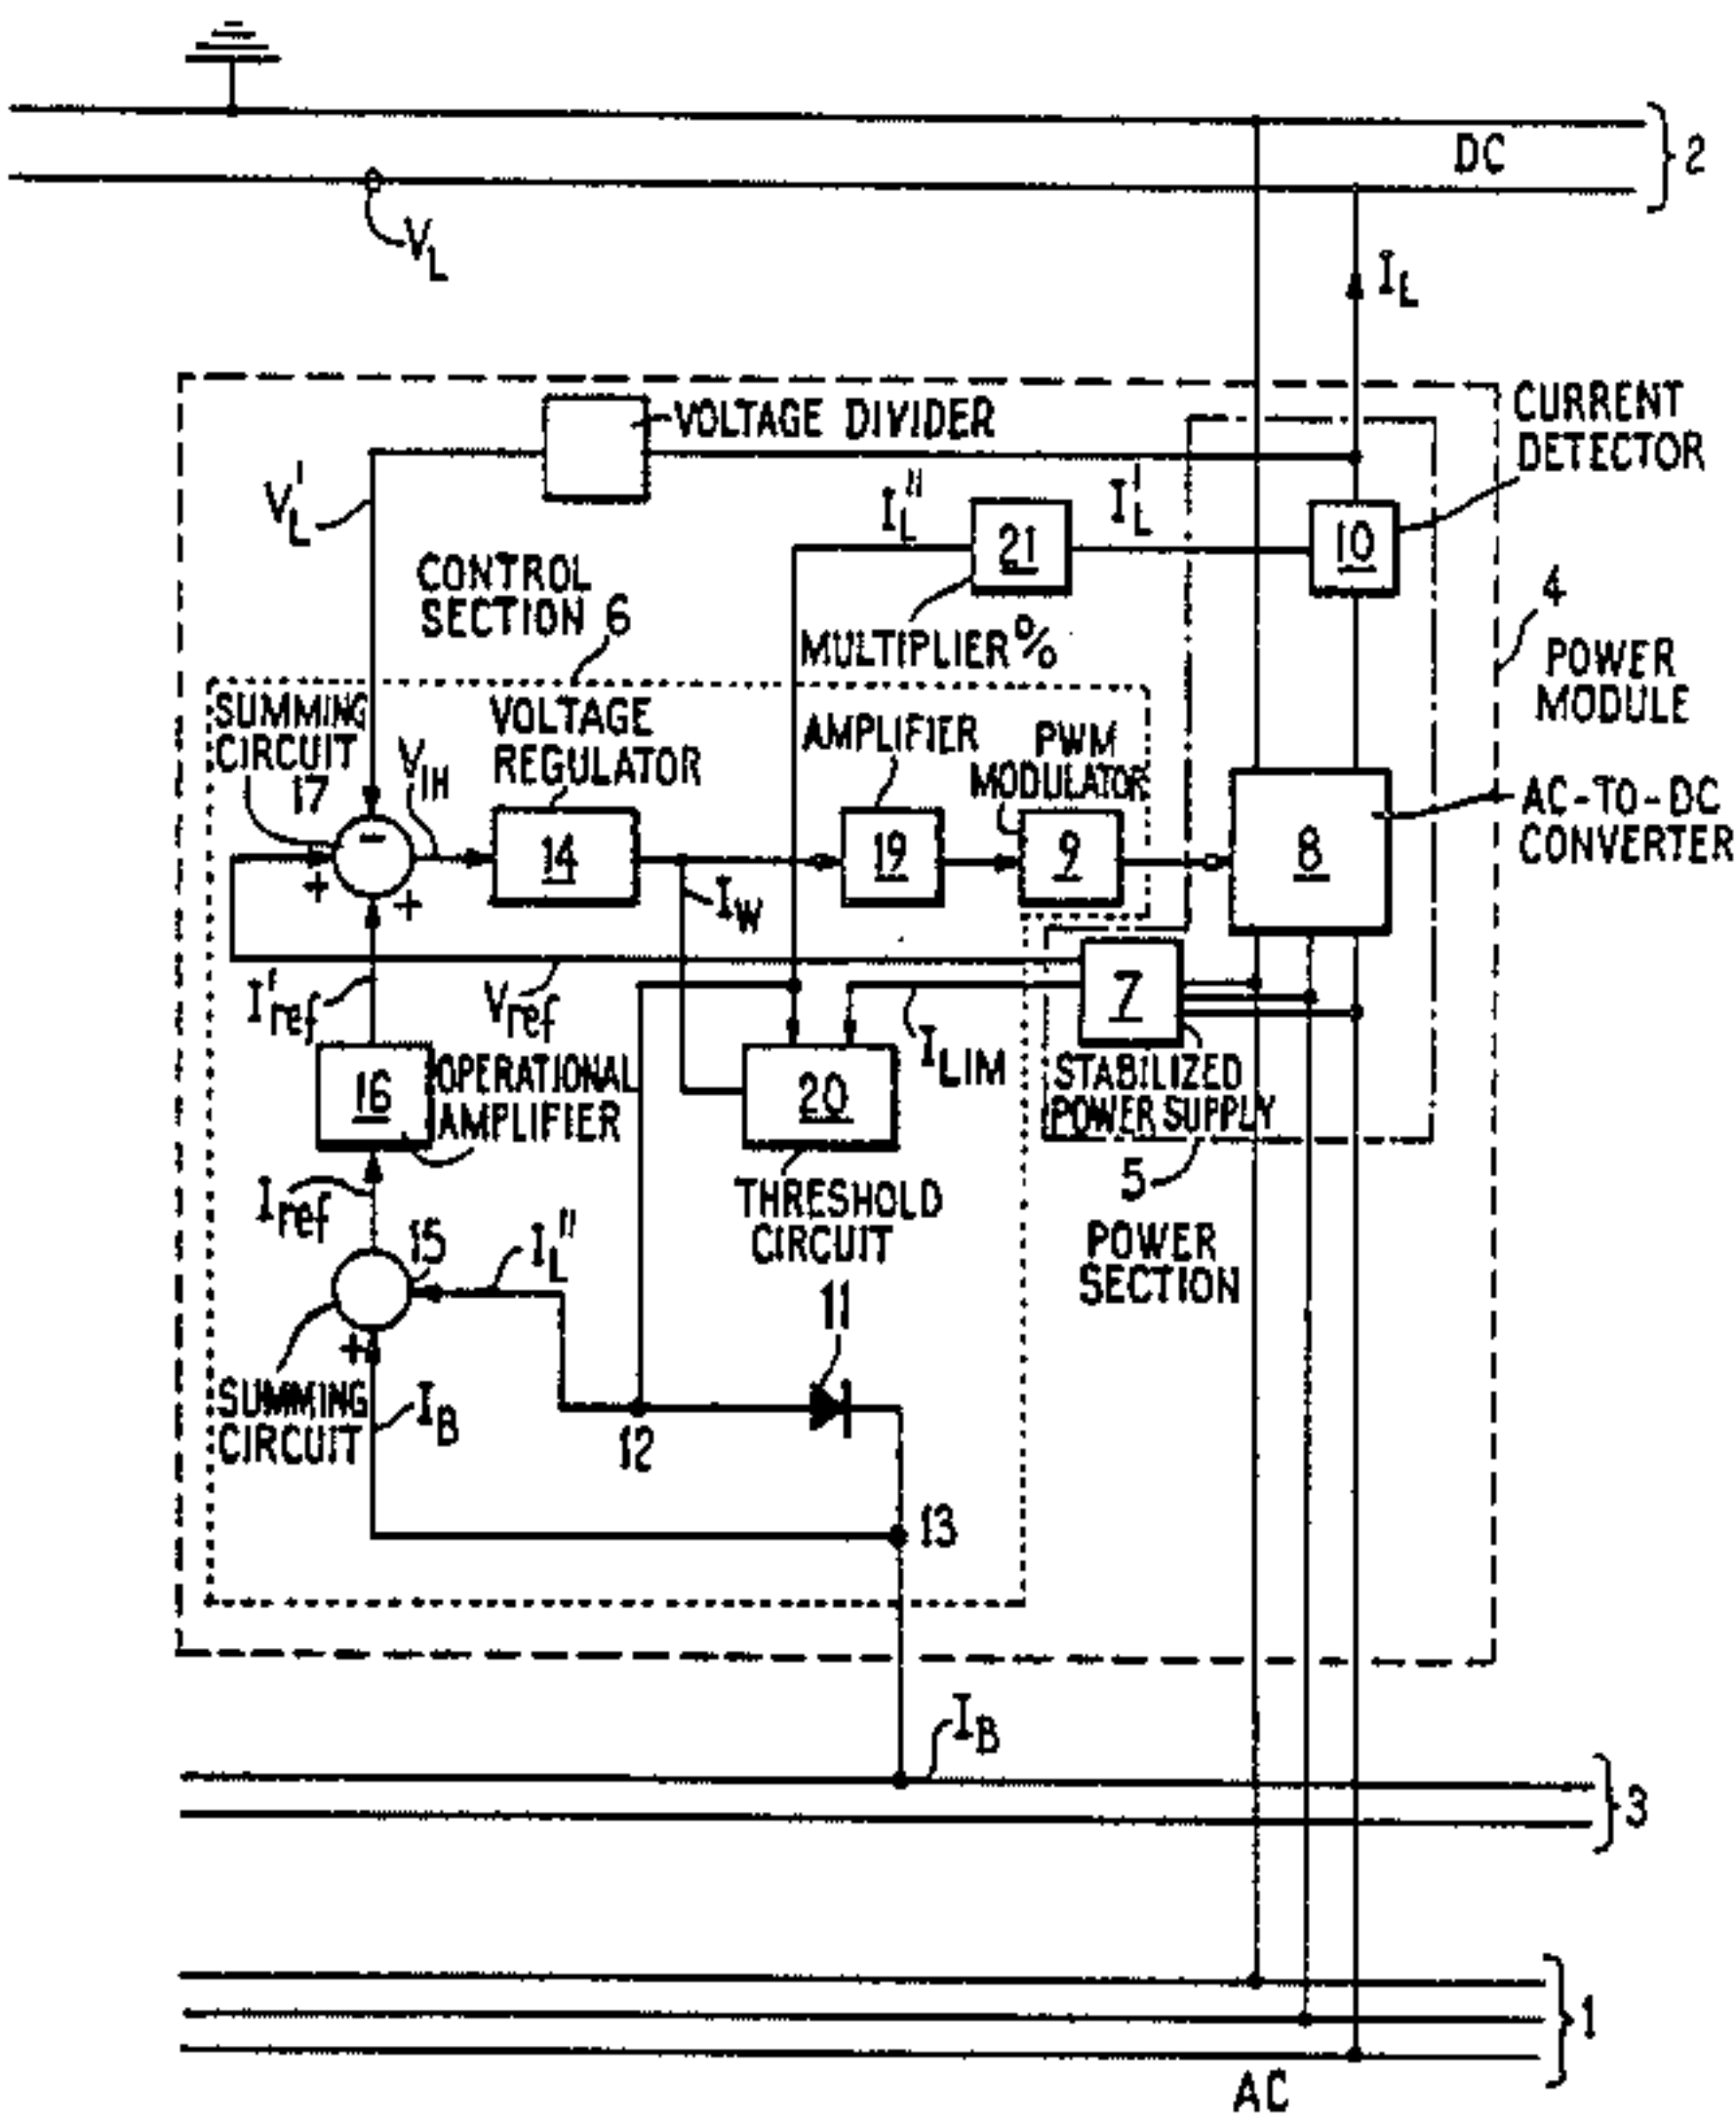 DC
2
V_L
I_L
VOLTAGE DIVIDER
CURRENT
DETECTOR
V'_L
I''_L
I'_L
21
10
CONTROL
SECTION 6
MULTIPLIER %
4
POWER
MODULE
SUMMING
CIRCUIT
17
V_IH
VOLTAGE
REGULATOR
AMPLIFIER
PWM
MODULATOR
AC-TO-DC
CONVERTER
-
+
+
14
19
9
8
I_W
I'_ref
V_ref
7
I_LIM
16
OPERATIONAL
AMPLIFIER
20
STABILIZED
POWER SUPPLY
THRESHOLD
CIRCUIT
5
POWER
SECTION
I_ref
15
I''_L
11
+
SUMMING
CIRCUIT
I_B
12
13
I_B
3
1
AC